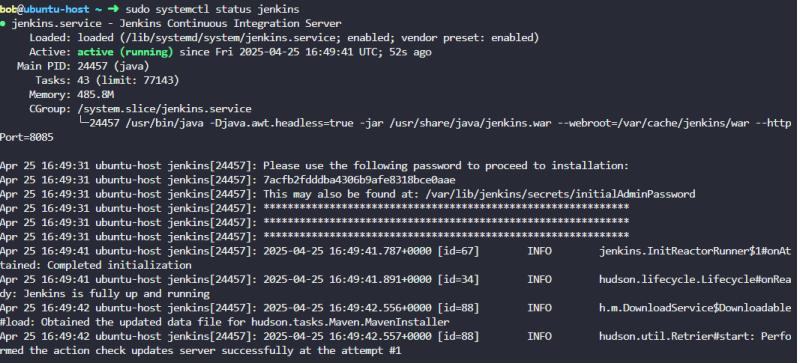 bob@ubuntu-host ~ ➜ sudo systemctl status jenkins
● jenkins.service - Jenkins Continuous Integration Server
Loaded: loaded (/lib/systemd/system/jenkins.service; enabled; vendor preset: enabled)
Active: active (running) since Fri 2025-04-25 16:49:41 UTC; 52s ago
Main PID: 24457 (java)
Tasks: 43 (limit: 77143)
Memory: 485.8M
CGroup: /system.slice/jenkins.service
└─24457 /usr/bin/java -Djava.awt.headless=true -jar /usr/share/java/jenkins.war --webroot=/var/cache/jenkins/war --http
Port=8085
Apr 25 16:49:31 ubuntu-host jenkins[24457]: Please use the following password to proceed to installation:
Apr 25 16:49:31 ubuntu-host jenkins[24457]: 7acfb2fdddba4306b9afe8318bce0aae
Apr 25 16:49:31 ubuntu-host jenkins[24457]: This may also be found at: /var/lib/jenkins/secrets/initialAdminPassword
Apr 25 16:49:31 ubuntu-host jenkins[24457]: *************************************************************
Apr 25 16:49:31 ubuntu-host jenkins[24457]: *************************************************************
Apr 25 16:49:31 ubuntu-host jenkins[24457]: *************************************************************
Apr 25 16:49:41 ubuntu-host jenkins[24457]: 2025-04-25 16:49:41.787+0000 [id=67] INFO jenkins.InitReactorRunner$1#onAt
tained: Completed initialization
Apr 25 16:49:41 ubuntu-host jenkins[24457]: 2025-04-25 16:49:41.891+0000 [id=34] INFO hudson.lifecycle.Lifecycle#onRea
dy: Jenkins is fully up and running
Apr 25 16:49:42 ubuntu-host jenkins[24457]: 2025-04-25 16:49:42.556+0000 [id=88] INFO h.m.DownloadService$Downloadable
#load: Obtained the updated data file for hudson.tasks.Maven.MavenInstaller
Apr 25 16:49:42 ubuntu-host jenkins[24457]: 2025-04-25 16:49:42.557+0000 [id=88] INFO hudson.util.Retrier#start: Perfo
rmed the action check updates server successfully at the attempt #1